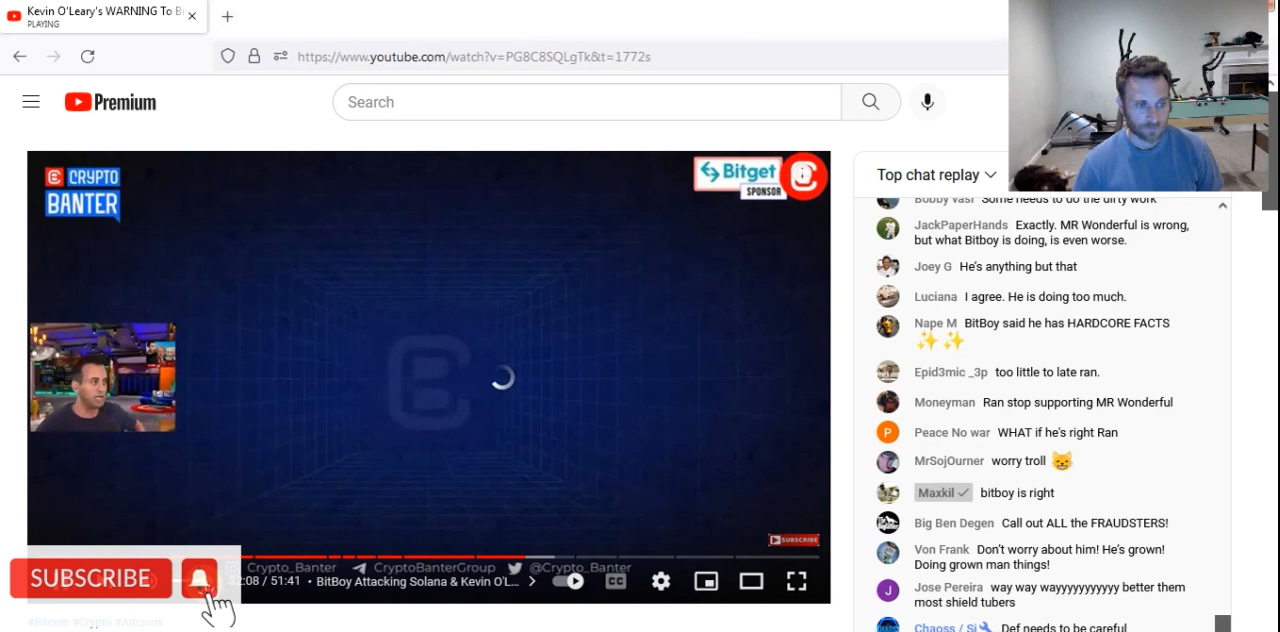 Kevin O'Leary's WARNING To B
PLAYING
https://www.youtube.com/watch?v=PG8C8SQLgTk&t=1772s
Premium
Search
CRYPTO
BANTER
Bitget
SPONSOR
SUBSCRIBE
Crypto_Banter CryptoBanterGroup @Crypto_Banter
SUBSCRIBE
32:08 / 51:41 • BitBoy Attacking Solana & Kevin O'L...
CC
#Bitcoin #Crypto #Altcoins
Top chat replay
Bobby Vasi Some needs to do the dirty work
JackPaperHands Exactly. MR Wonderful is wrong,
but what Bitboy is doing, is even worse.
Joey G He's anything but that
Luciana I agree. He is doing too much.
Nape M BitBoy said he has HARDCORE FACTS
✨✨
Epid3mic _3p too little to late ran.
Moneyman Ran stop supporting MR Wonderful
P
Peace No war WHAT if he's right Ran
MrSojOurner worry troll 😸
Maxkil ✓ bitboy is right
Big Ben Degen Call out ALL the FRAUDSTERS!
Von Frank Don't worry about him! He's grown!
Doing grown man things!
J
Jose Pereira way way wayyyyyyyyyyy better them
most shield tubers
Chaoss / Si🔧 Def needs to be careful